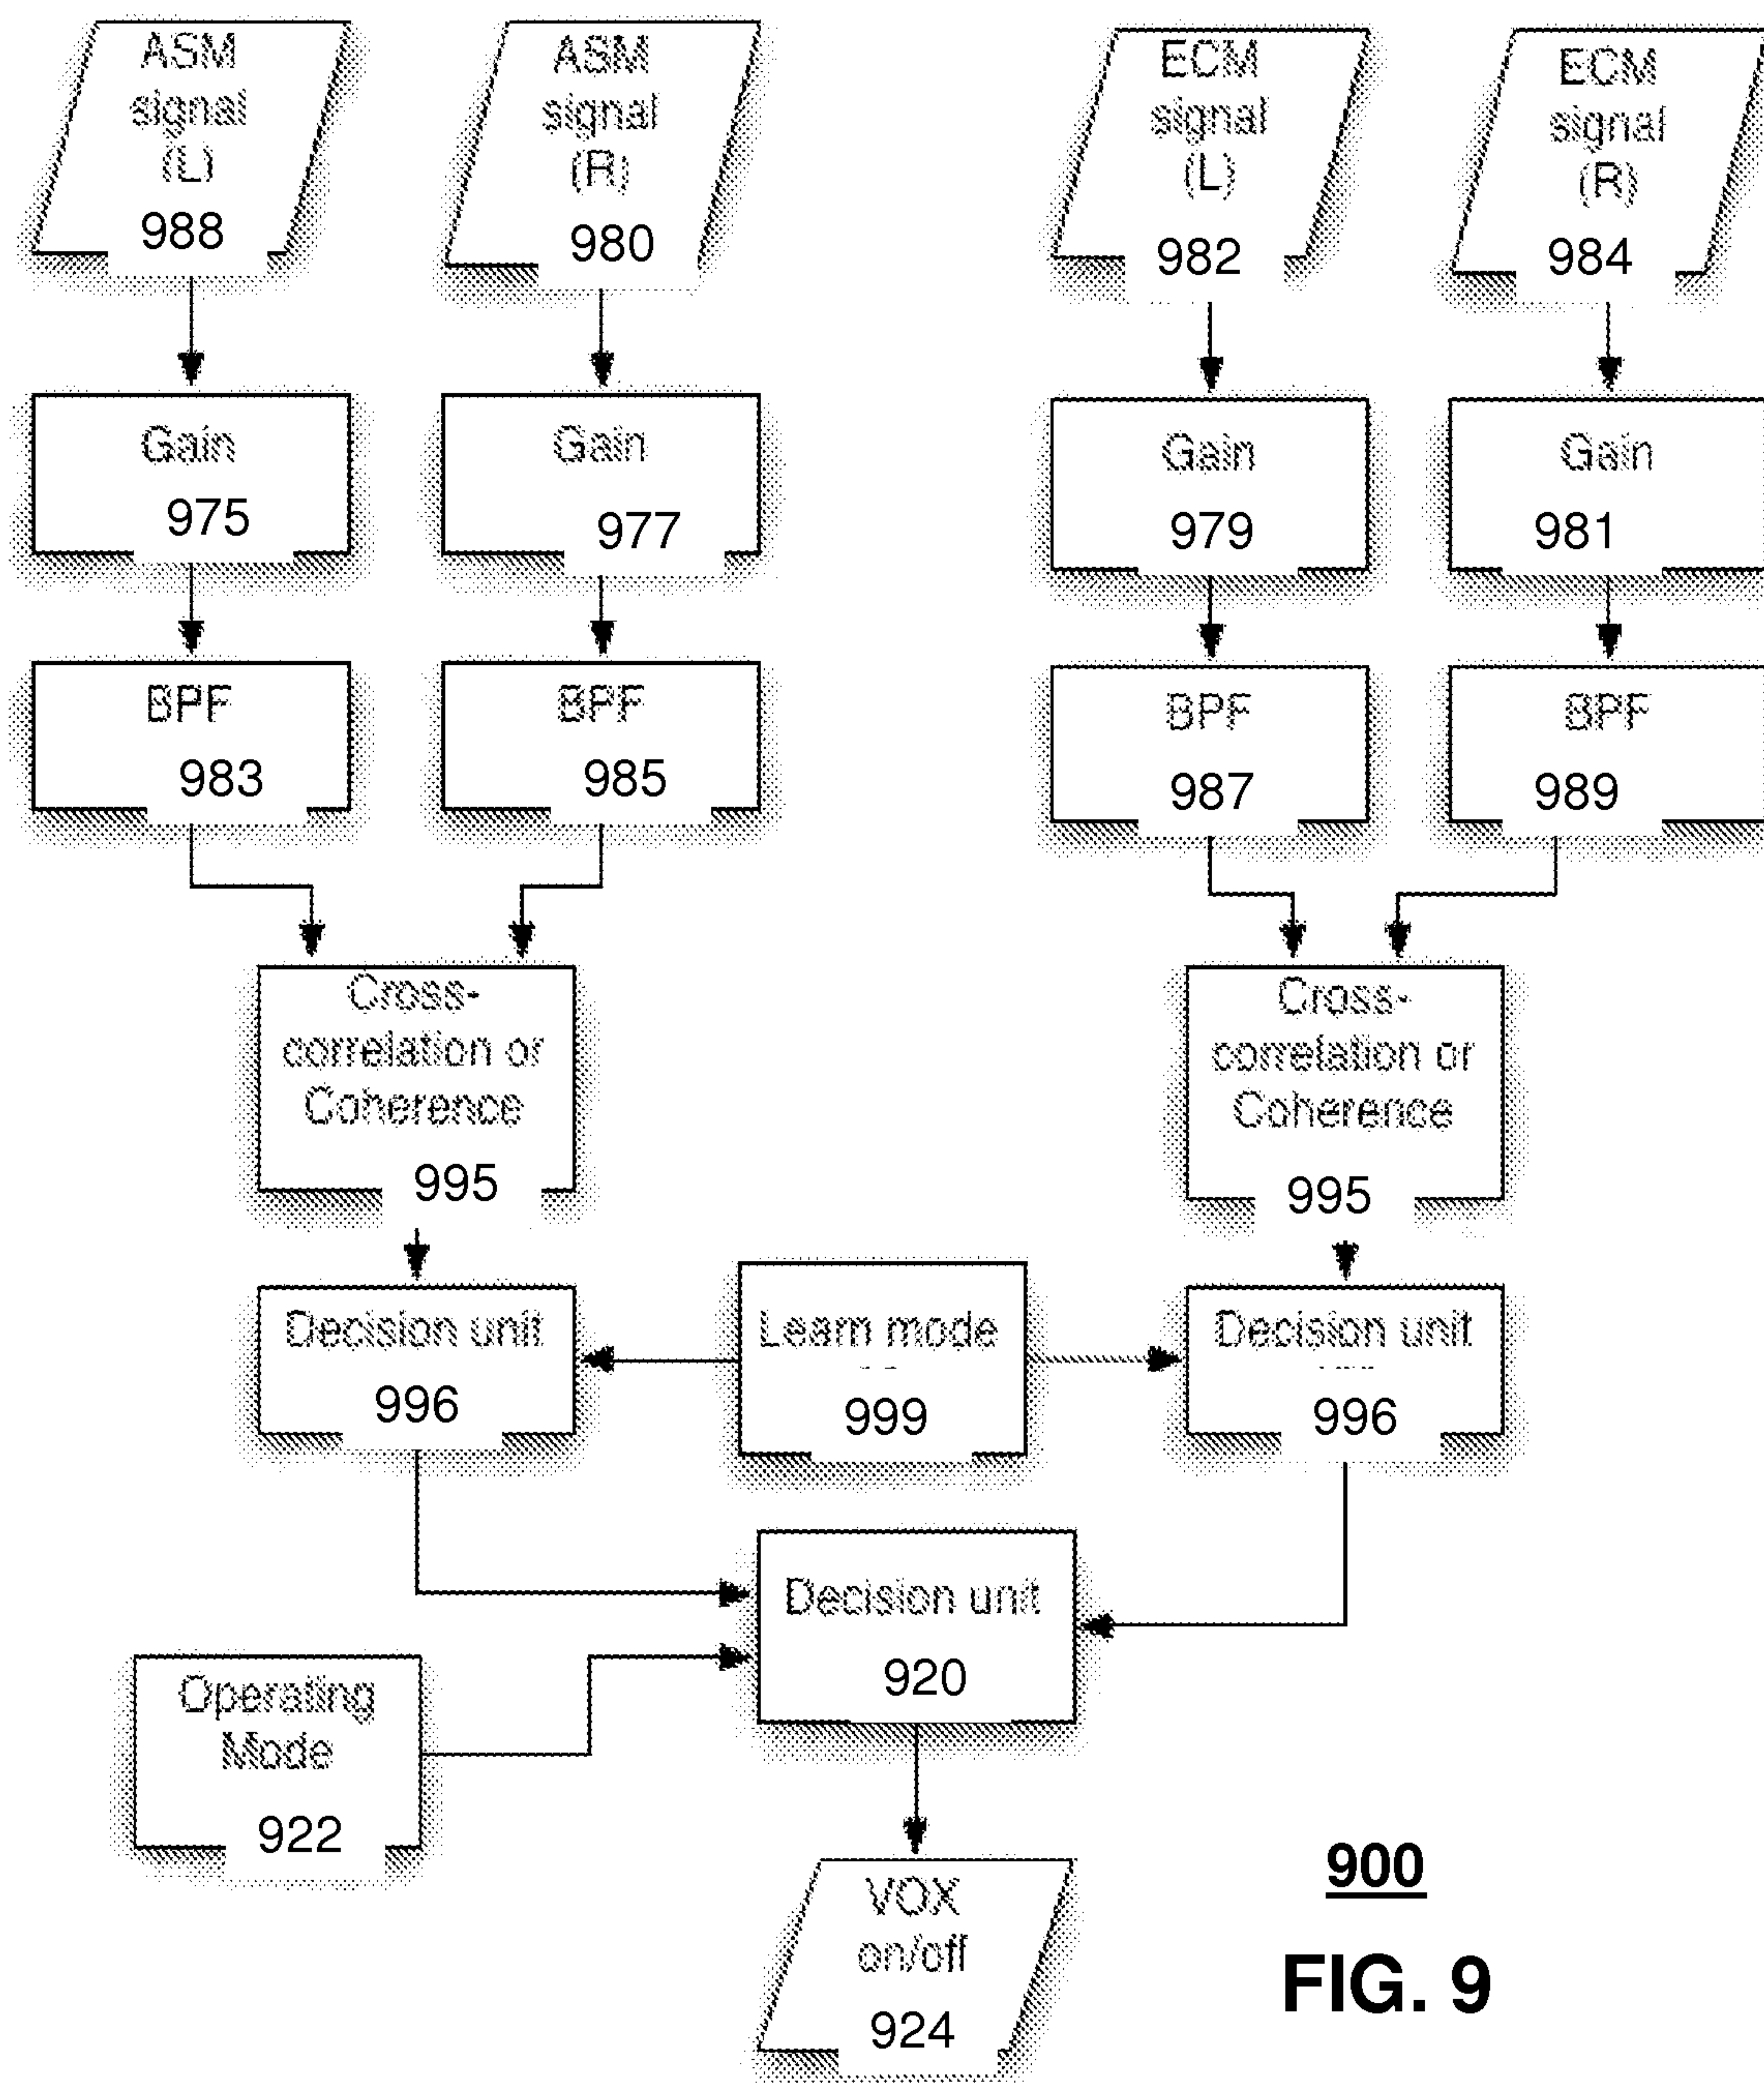 ASM
signal
(L)
988
ASM
signal
(R)
980
ECM
signal
(L)
982
ECM
signal
(R)
984
Gain
975
Gain
977
Gain
979
Gain
981
BPF
983
BPF
985
BPF
987
BPF
989
Cross-
correlation or
Coherence
995
Cross-
correlation or
Coherence
995
Decision unit
996
Learn mode
999
Decision unit
996
Decision unit
920
Operating
Mode
922
VOX
on/off
924
900
FIG. 9